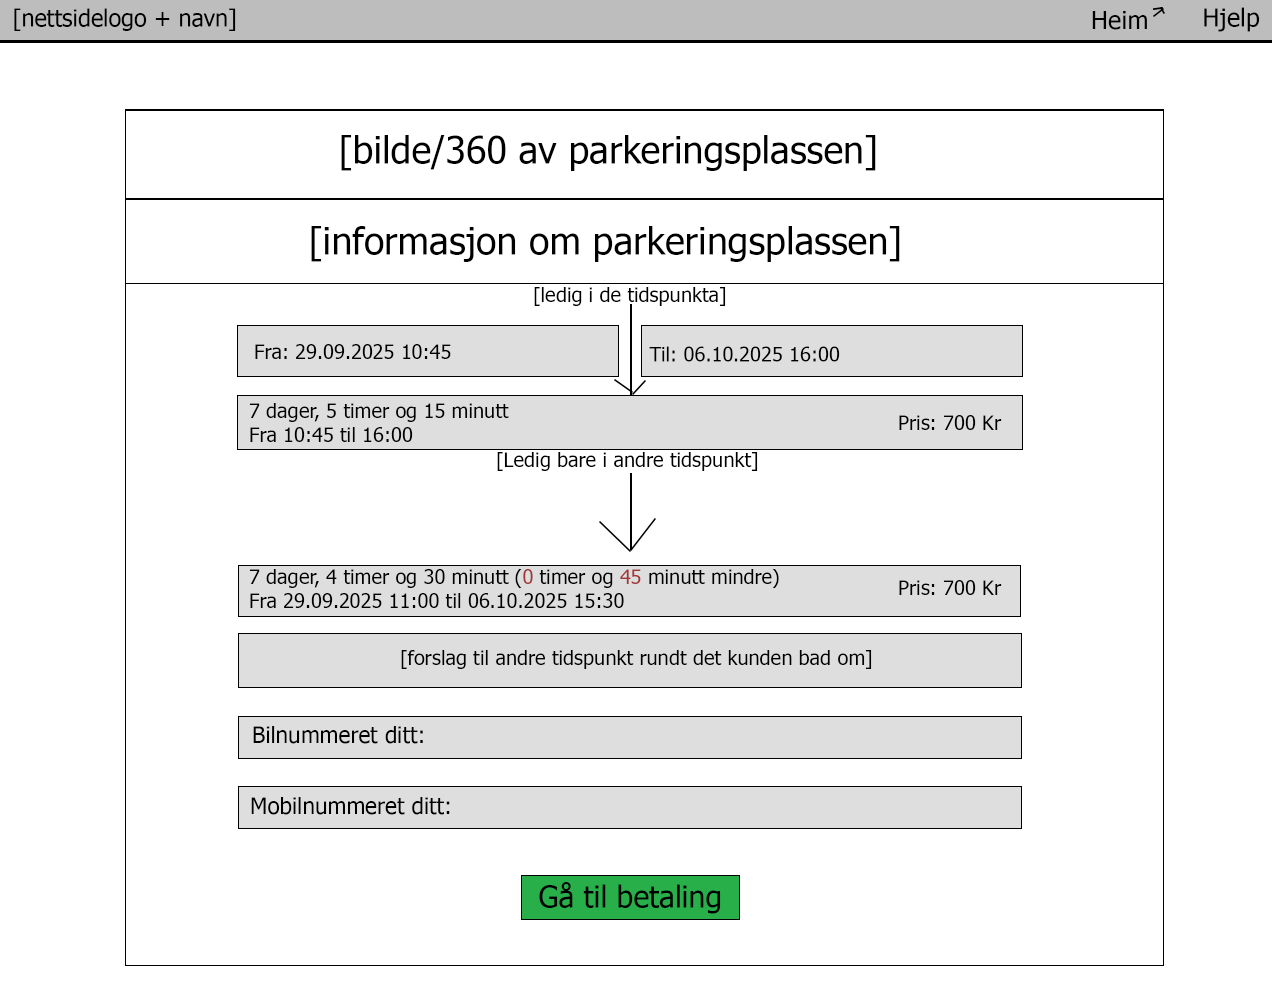 [nettsidelogo + navn]
Heim
Hjelp
[bilde/360 av parkeringsplassen]
[informasjon om parkeringsplassen]
[ledig i de tidspunkta]
Fra: 29.09.2025 10:45
Til: 06.10.2025 16:00
7 dager, 5 timer og 15 minutt
Fra 10:45 til 16:00
Pris: 700 Kr
[Ledig bare i andre tidspunkt]
7 dager, 4 timer og 30 minutt (0 timer og 45 minutt mindre)
Fra 29.09.2025 11:00 til 06.10.2025 15:30
Pris: 700 Kr
[forslag til andre tidspunkt rundt det kunden bad om]
Bilnummeret ditt:
Mobilnummeret ditt:
Gå til betaling